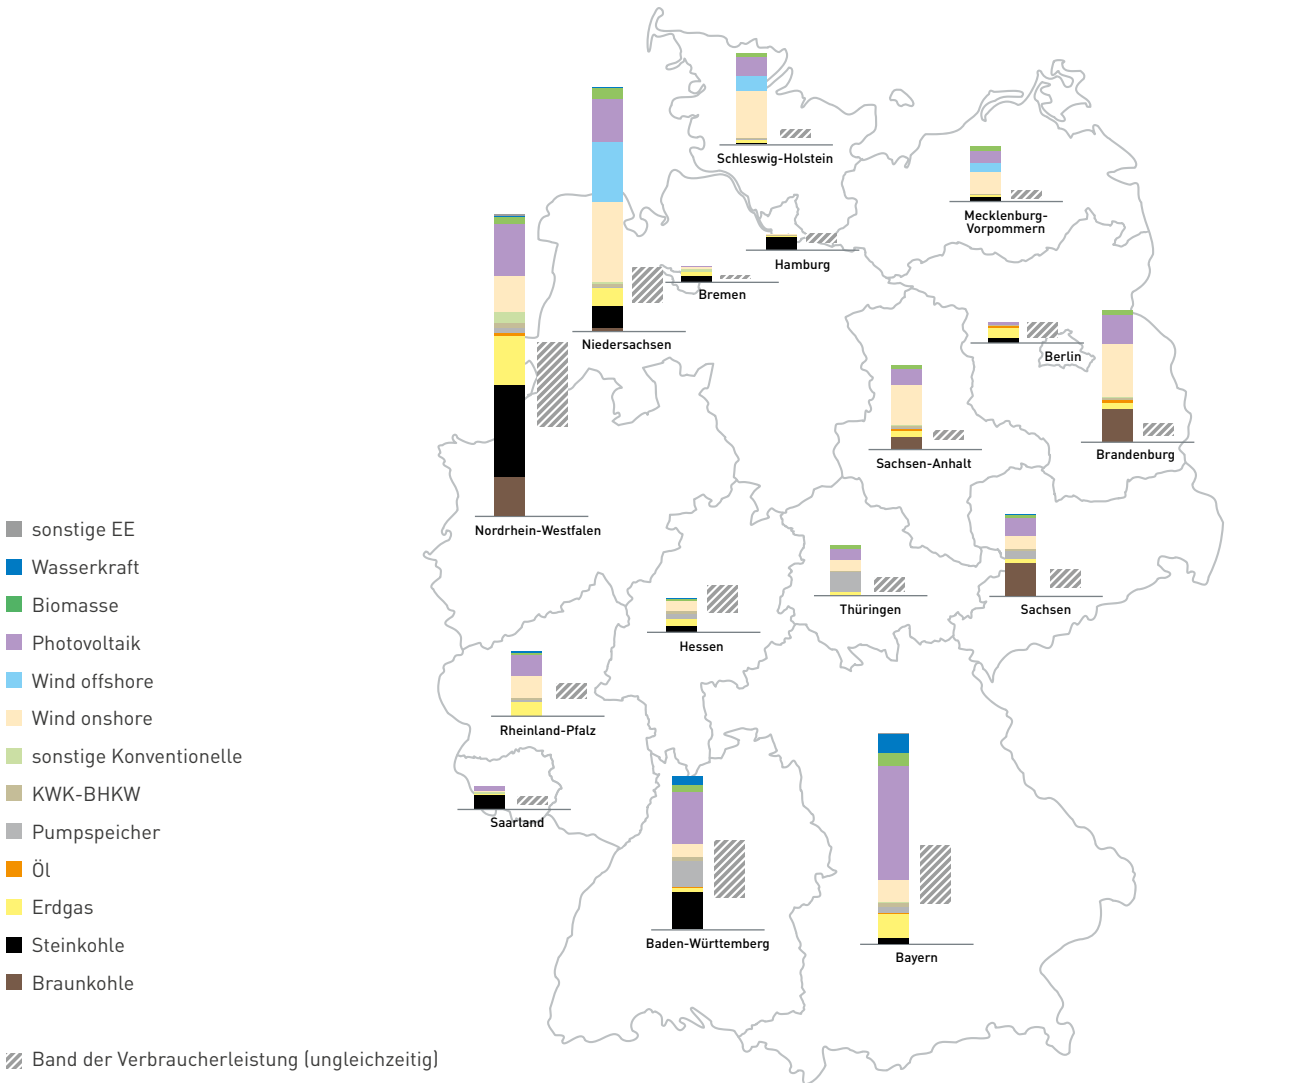 Schleswig-Holstein
Mecklenburg-
Vorpommern
Hamburg
Bremen
Niedersachsen
Berlin
Brandenburg
Sachsen-Anhalt
Nordrhein-Westfalen
Thüringen
Sachsen
Hessen
Rheinland-Pfalz
Saarland
Baden-Württemberg
Bayern
sonstige EE
Wasserkraft
Biomasse
Photovoltaik
Wind offshore
Wind onshore
sonstige Konventionelle
KWK-BHKW
Pumpspeicher
Öl
Erdgas
Steinkohle
Braunkohle
Band der Verbraucherleistung (ungleichzeitig)